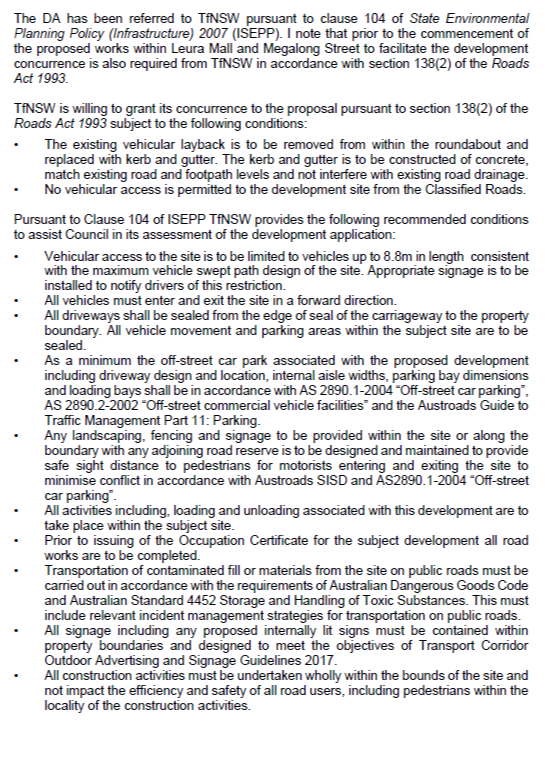 The DA has been referred to TfNSW pursuant to clause 104 of State Environmental
Planning Policy (Infrastructure) 2007 (ISEPP). I note that prior to the commencement of
the proposed works within Leura Mall and Megalong Street to facilitate the development
concurrence is also required from TfNSW in accordance with section 138(2) of the Roads
Act 1993.
TfNSW is willing to grant its concurrence to the proposal pursuant to section 138(2) of the
Roads Act 1993 subject to the following conditions:
• The existing vehicular layback is to be removed from within the roundabout and
replaced with kerb and gutter. The kerb and gutter is to be constructed of concrete,
match existing road and footpath levels and not interfere with existing road drainage.
• No vehicular access is permitted to the development site from the Classified Roads.
Pursuant to Clause 104 of ISEPP TfNSW provides the following recommended conditions
to assist Council in its assessment of the development application:
• Vehicular access to the site is to be limited to vehicles up to 8.8m in length consistent
with the maximum vehicle swept path design of the site. Appropriate signage is to be
installed to notify drivers of this restriction.
• All vehicles must enter and exit the site in a forward direction.
• All driveways shall be sealed from the edge of seal of the carriageway to the property
boundary. All vehicle movement and parking areas within the subject site are to be
sealed.
• As a minimum the off-street car park associated with the proposed development
including driveway design and location, internal aisle widths, parking bay dimensions
and loading bays shall be in accordance with AS 2890.1-2004 “Off-street car parking”,
AS 2890.2-2002 “Off-street commercial vehicle facilities” and the Austroads Guide to
Traffic Management Part 11: Parking.
• Any landscaping, fencing and signage to be provided within the site or along the
boundary with any adjoining road reserve is to be designed and maintained to provide
safe sight distance to pedestrians for motorists entering and exiting the site to
minimise conflict in accordance with Austroads SISD and AS2890.1-2004 “Off-street
car parking”.
• All activities including, loading and unloading associated with this development are to
take place within the subject site.
• Prior to issuing of the Occupation Certificate for the subject development all road
works are to be completed.
• Transportation of contaminated fill or materials from the site on public roads must be
carried out in accordance with the requirements of Australian Dangerous Goods Code
and Australian Standard 4452 Storage and Handling of Toxic Substances. This must
include relevant incident management strategies for transportation on public roads.
• All signage including any proposed internally lit signs must be contained within
property boundaries and designed to meet the objectives of Transport Corridor
Outdoor Advertising and Signage Guidelines 2017.
• All construction activities must be undertaken wholly within the bounds of the site and
not impact the efficiency and safety of all road users, including pedestrians within the
locality of the construction activities.